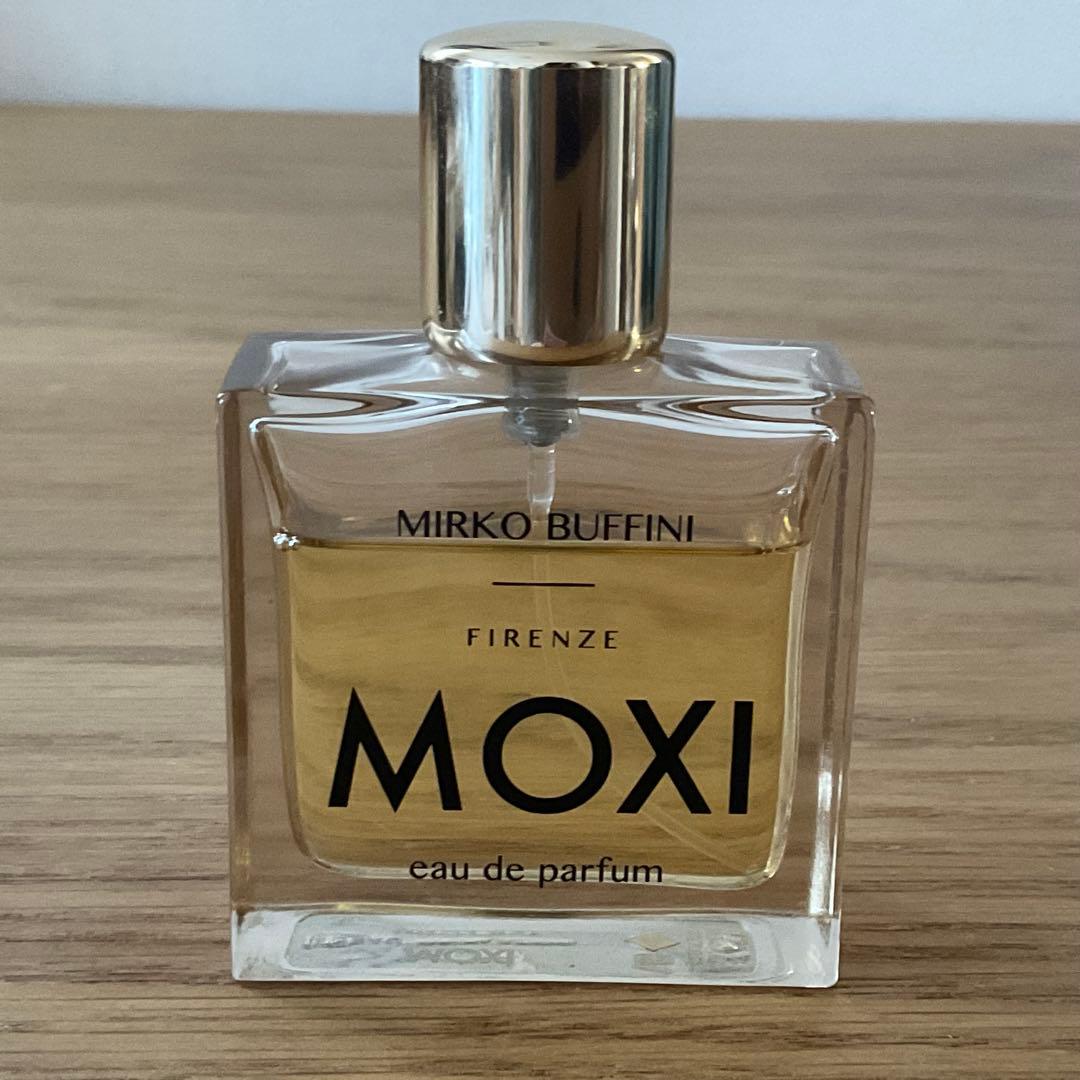 MIRKO BUFFINI
FIRENZE
MOXI
eau de parfum